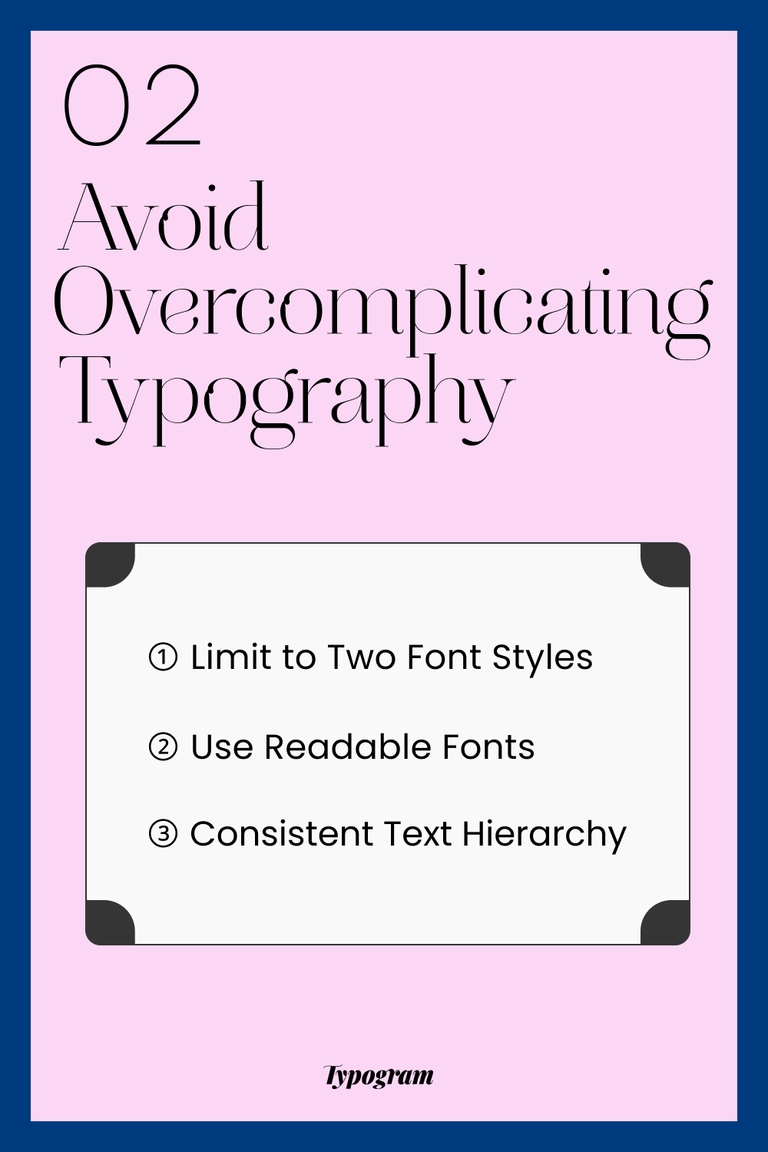 02
Avoid
Overcomplicating
Typography
① Limit to Two Font Styles
② Use Readable Fonts
③ Consistent Text Hierarchy
Typogram